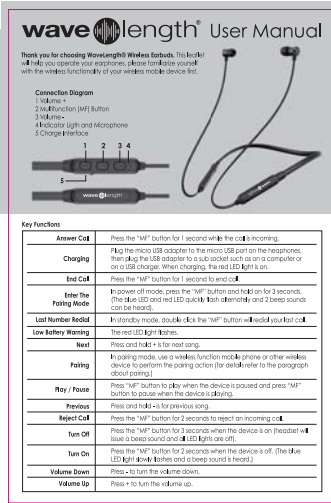 wavelength® User Manual
Thank you for choosing WaveLength® Wireless Earbuds. This leaflet
will help you operate your earphones, please familiarize yourself
with the wireless functionality of your wireless mobile device first.
Connection Diagram
1 Volume +
2 Multifunction (MF) Button
3 Volume -
4 Indicator Ligth and Microphone
5 Charge Interface
1 2 3 4
5
wavelength
Key Functions
Answer Call Press the "MF" button for 1 second while the call is incoming.
Charging Plug the micro USB adapter to the micro USB port on the heaphones,
then plug the USB adapter to a sub socket such as on a computer or
on a USB charger. When charging, the red LED light is on.
End Call Press the "MF" button for 1 second to end call.
Enter The
Pairing Mode In power off mode, press the "MF" button and hold on for 3 seconds.
(The blue LED and red LED quickly flash alternately and 2 beep sounds
can be heard).
Last Number Redial In standby mode, double click the "MF" button will redial your last call.
Low Battery Warning The red LED light flashes.
Next Press and hold + is for next song.
Pairing In pairing mode, use a wireless function mobile phone or other wireless
device to perform the pairing action (for details refer to the paragraph
about pairing.)
Play / Pause Press "MF" button to play when the device is paused and press "MF"
button to pause when the device is playing.
Previous Press and hold - is for previous song.
Reject Call Press the "MF" button for 2 seconds to reject an incoming call.
Turn Off Press the "MF" button for 3 seconds when the device is on (headset will
issue a beep sound and all LED lights are off).
Turn On Press the "MF" button for 2 seconds when the device is off. (The blue
LED light slowly flashes and a beep sound is heard.)
Volume Down Press - to turn the volume down.
Volume Up Press + to turn the volume up.